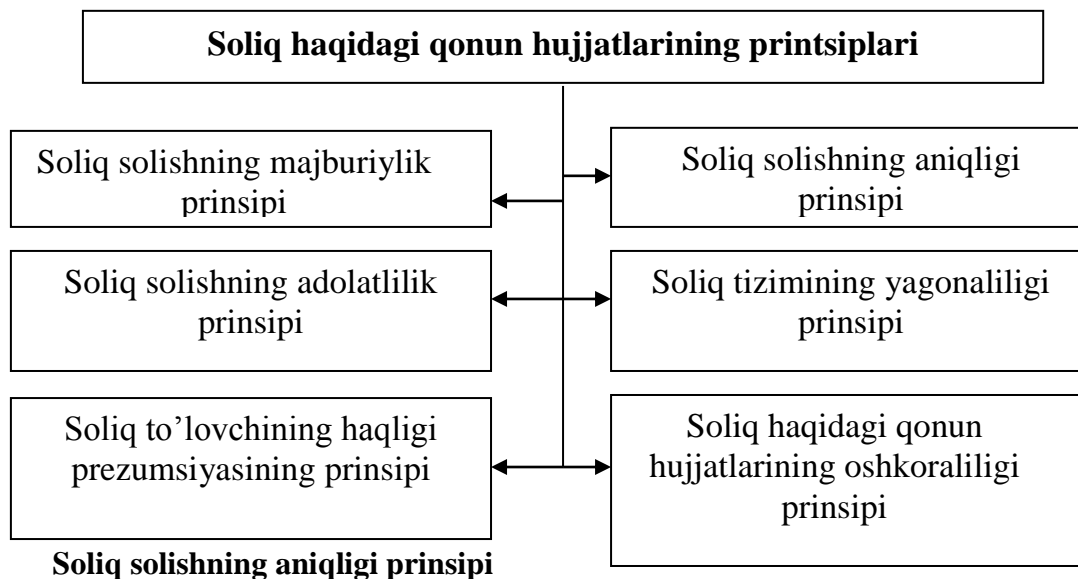 Soliq haqidagi qonun hujjatlarining printsiplari
Soliq solishning majburiylik
prinsipi
Soliq solishning aniqligi
prinsipi
Soliq solishning adolatlilik
prinsipi
Soliq tizimining yagonaliligi
prinsipi
Soliq to’lovchining haqligi
prezumsiyasining prinsipi
Soliq haqidagi qonun
hujjatlarining oshkoraliligi
prinsipi
Soliq solishning aniqligi prinsipi